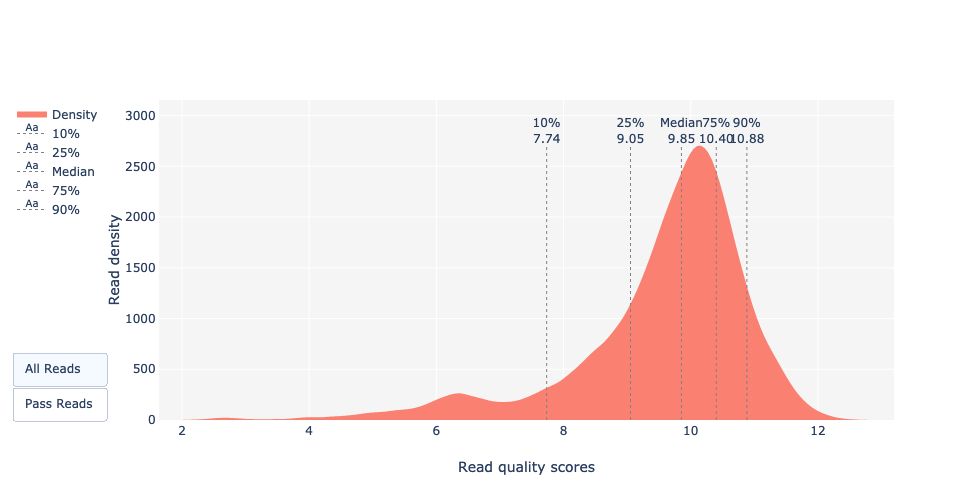 Density
Aa 10%
Aa 25%
Aa Median
Aa 75%
Aa 90%
All Reads
Pass Reads
Read density
3000
2500
2000
1500
1000
500
0
10% 25% Median 75% 90%
7.74 9.05 9.85 10.40 10.88
2 4 6 8 10 12
Read quality scores